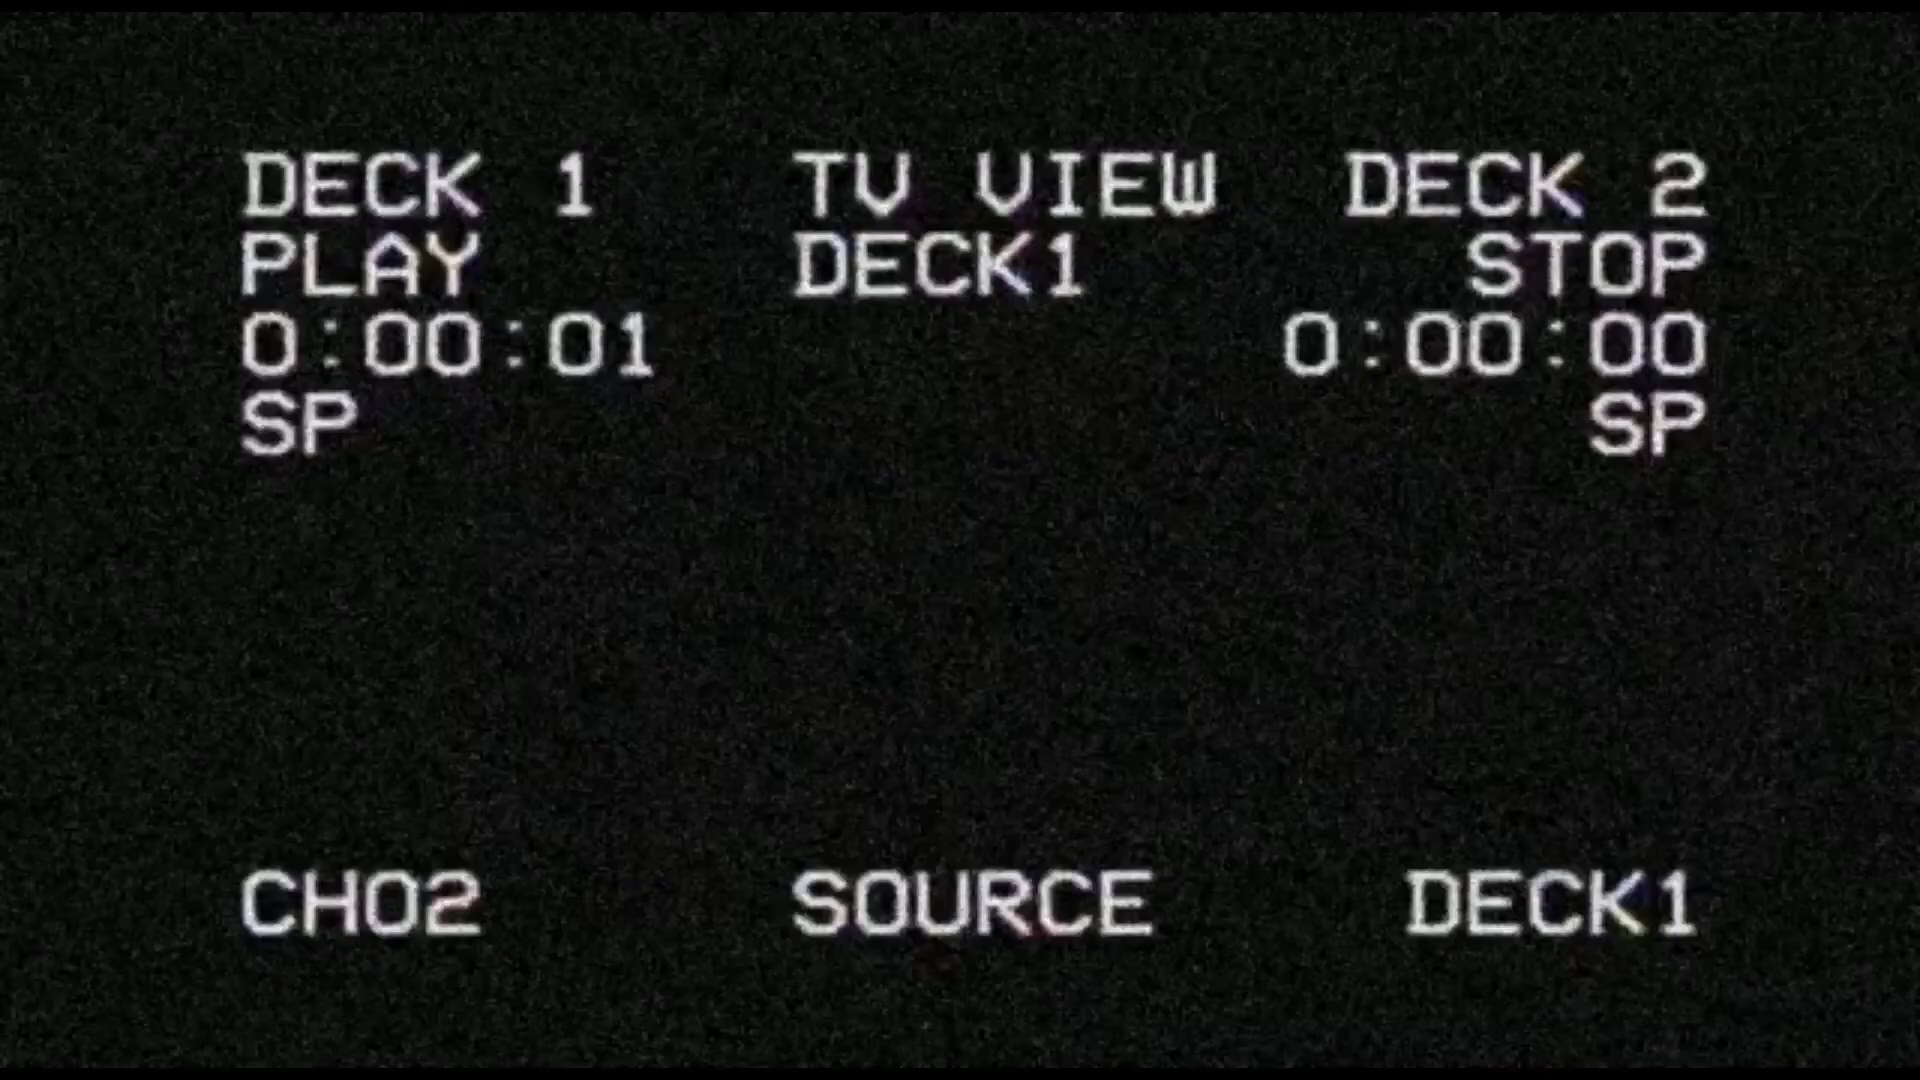 DECK 1 TV VIEW DECK 2
PLAY DECK1 STOP
0:00:01 0:00:00
SP SP
CH02 SOURCE DECK1